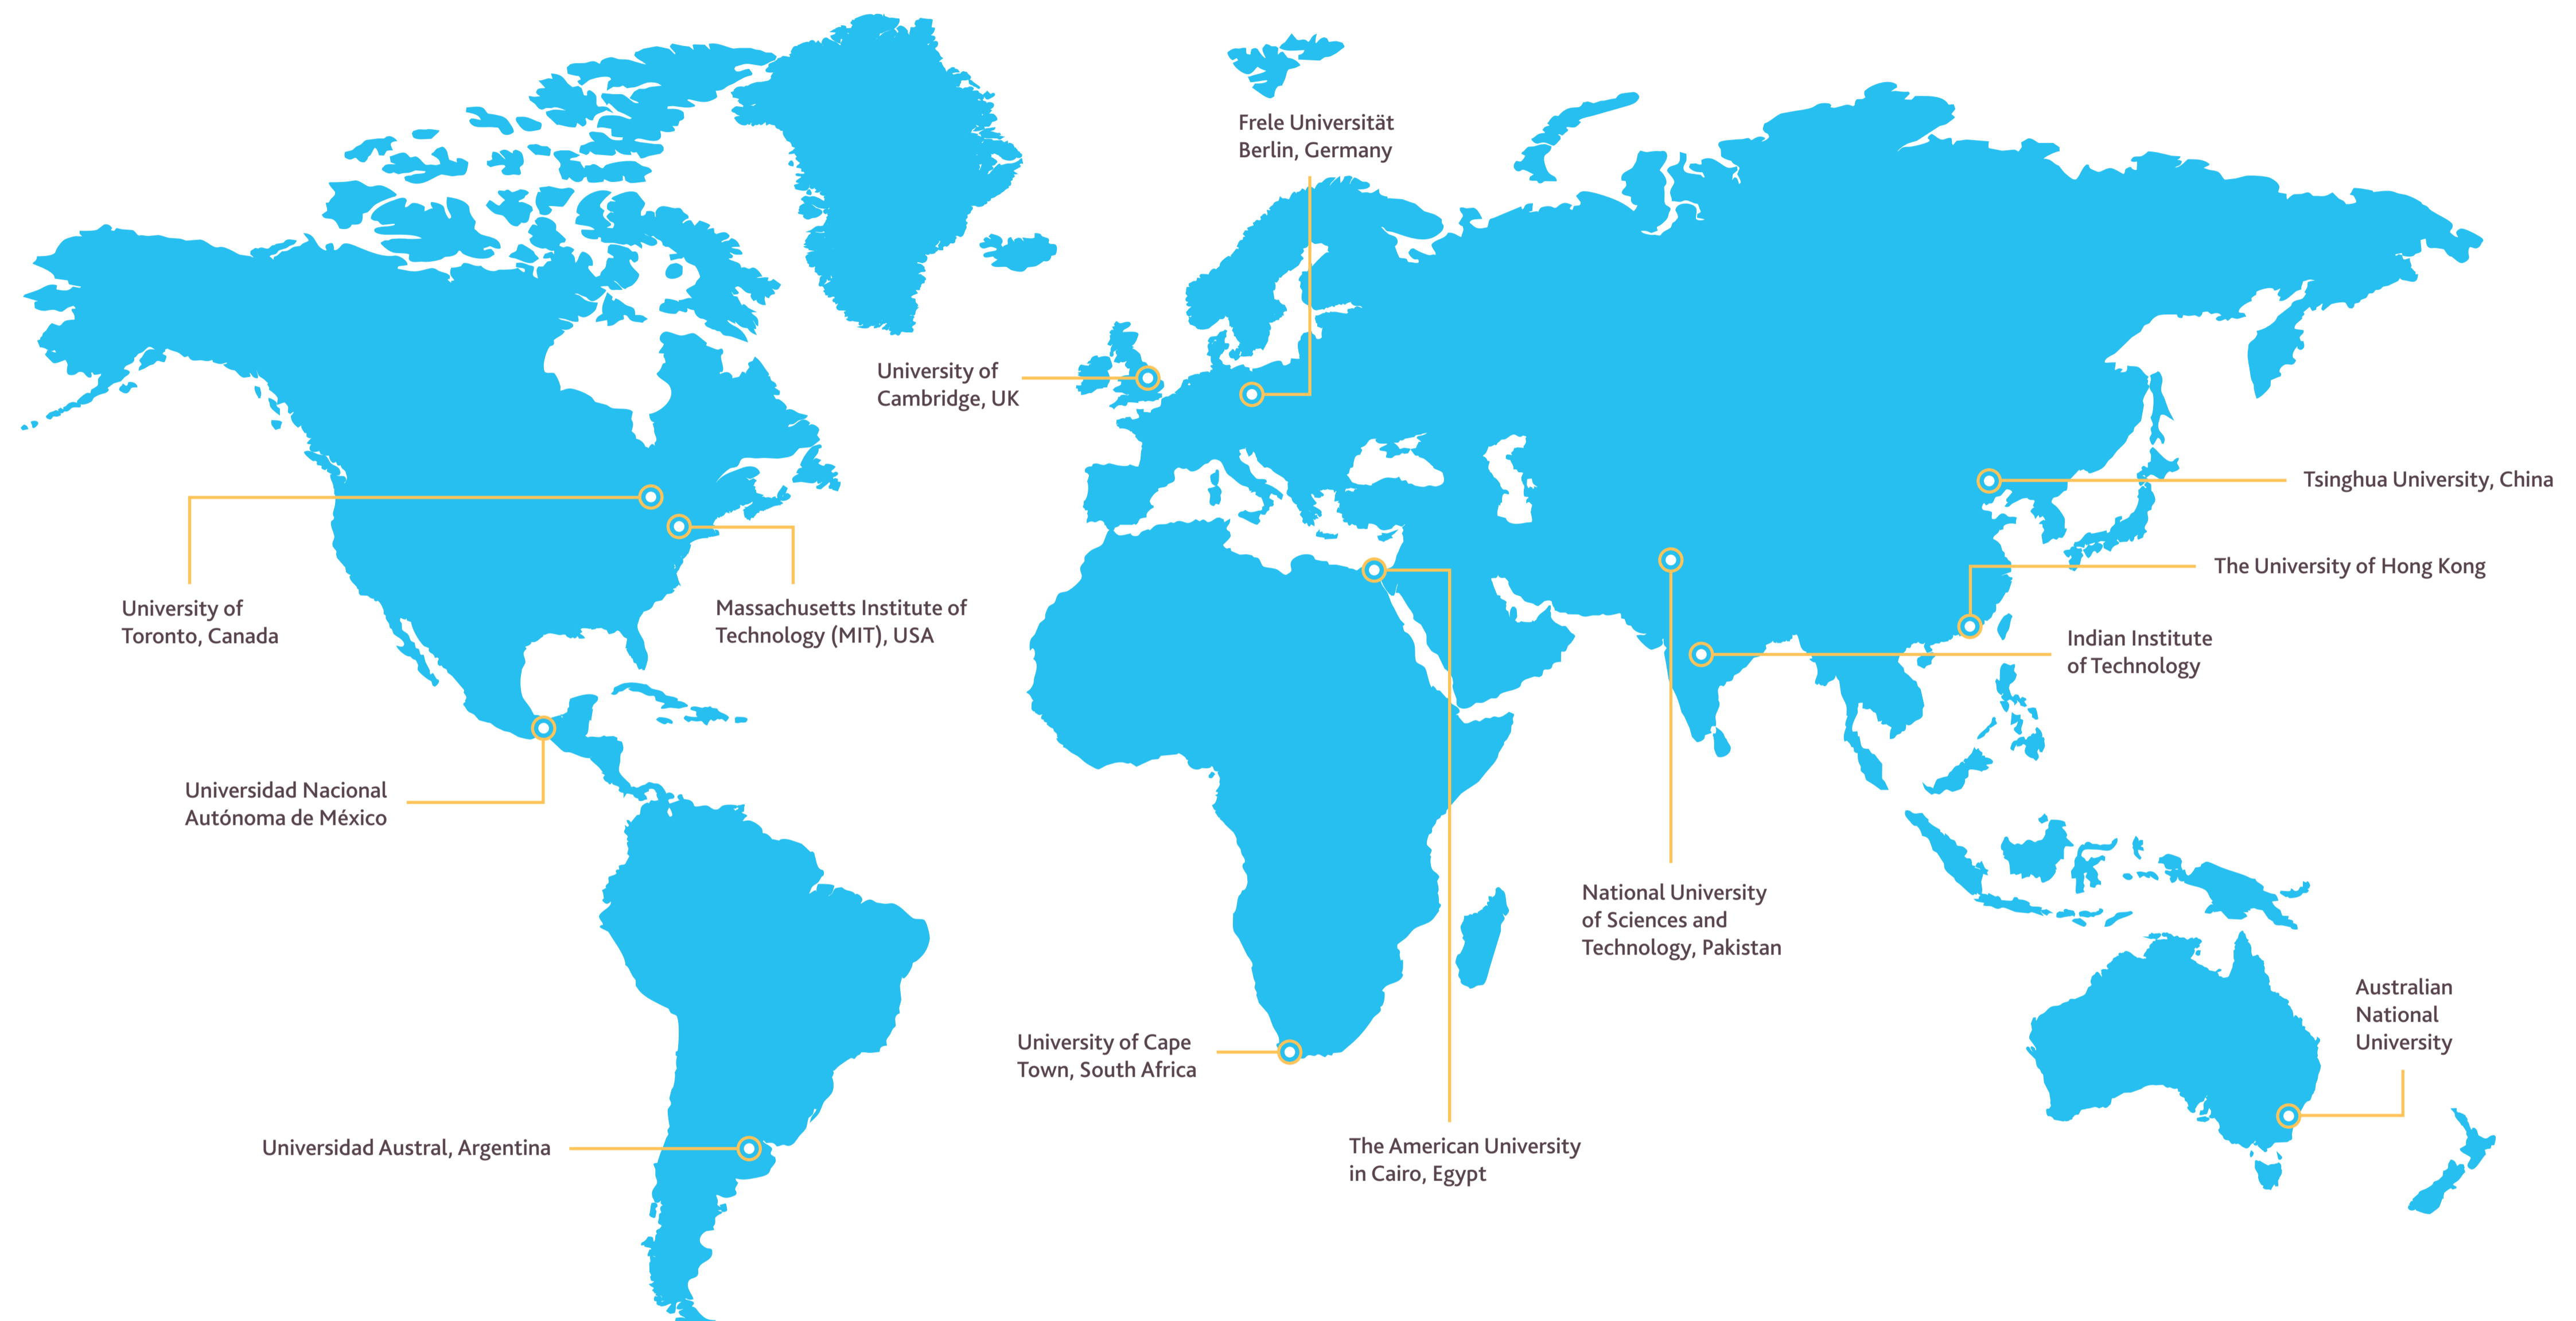 Frele Universität
Berlin, Germany
University of
Cambridge, UK
Tsinghua University, China
The University of Hong Kong
University of
Toronto, Canada
Massachusetts Institute of
Technology (MIT), USA
Indian Institute
of Technology
Universidad Nacional
Autónoma de México
National University
of Sciences and
Technology, Pakistan
Australian
National
University
University of Cape
Town, South Africa
Universidad Austral, Argentina
The American University
in Cairo, Egypt